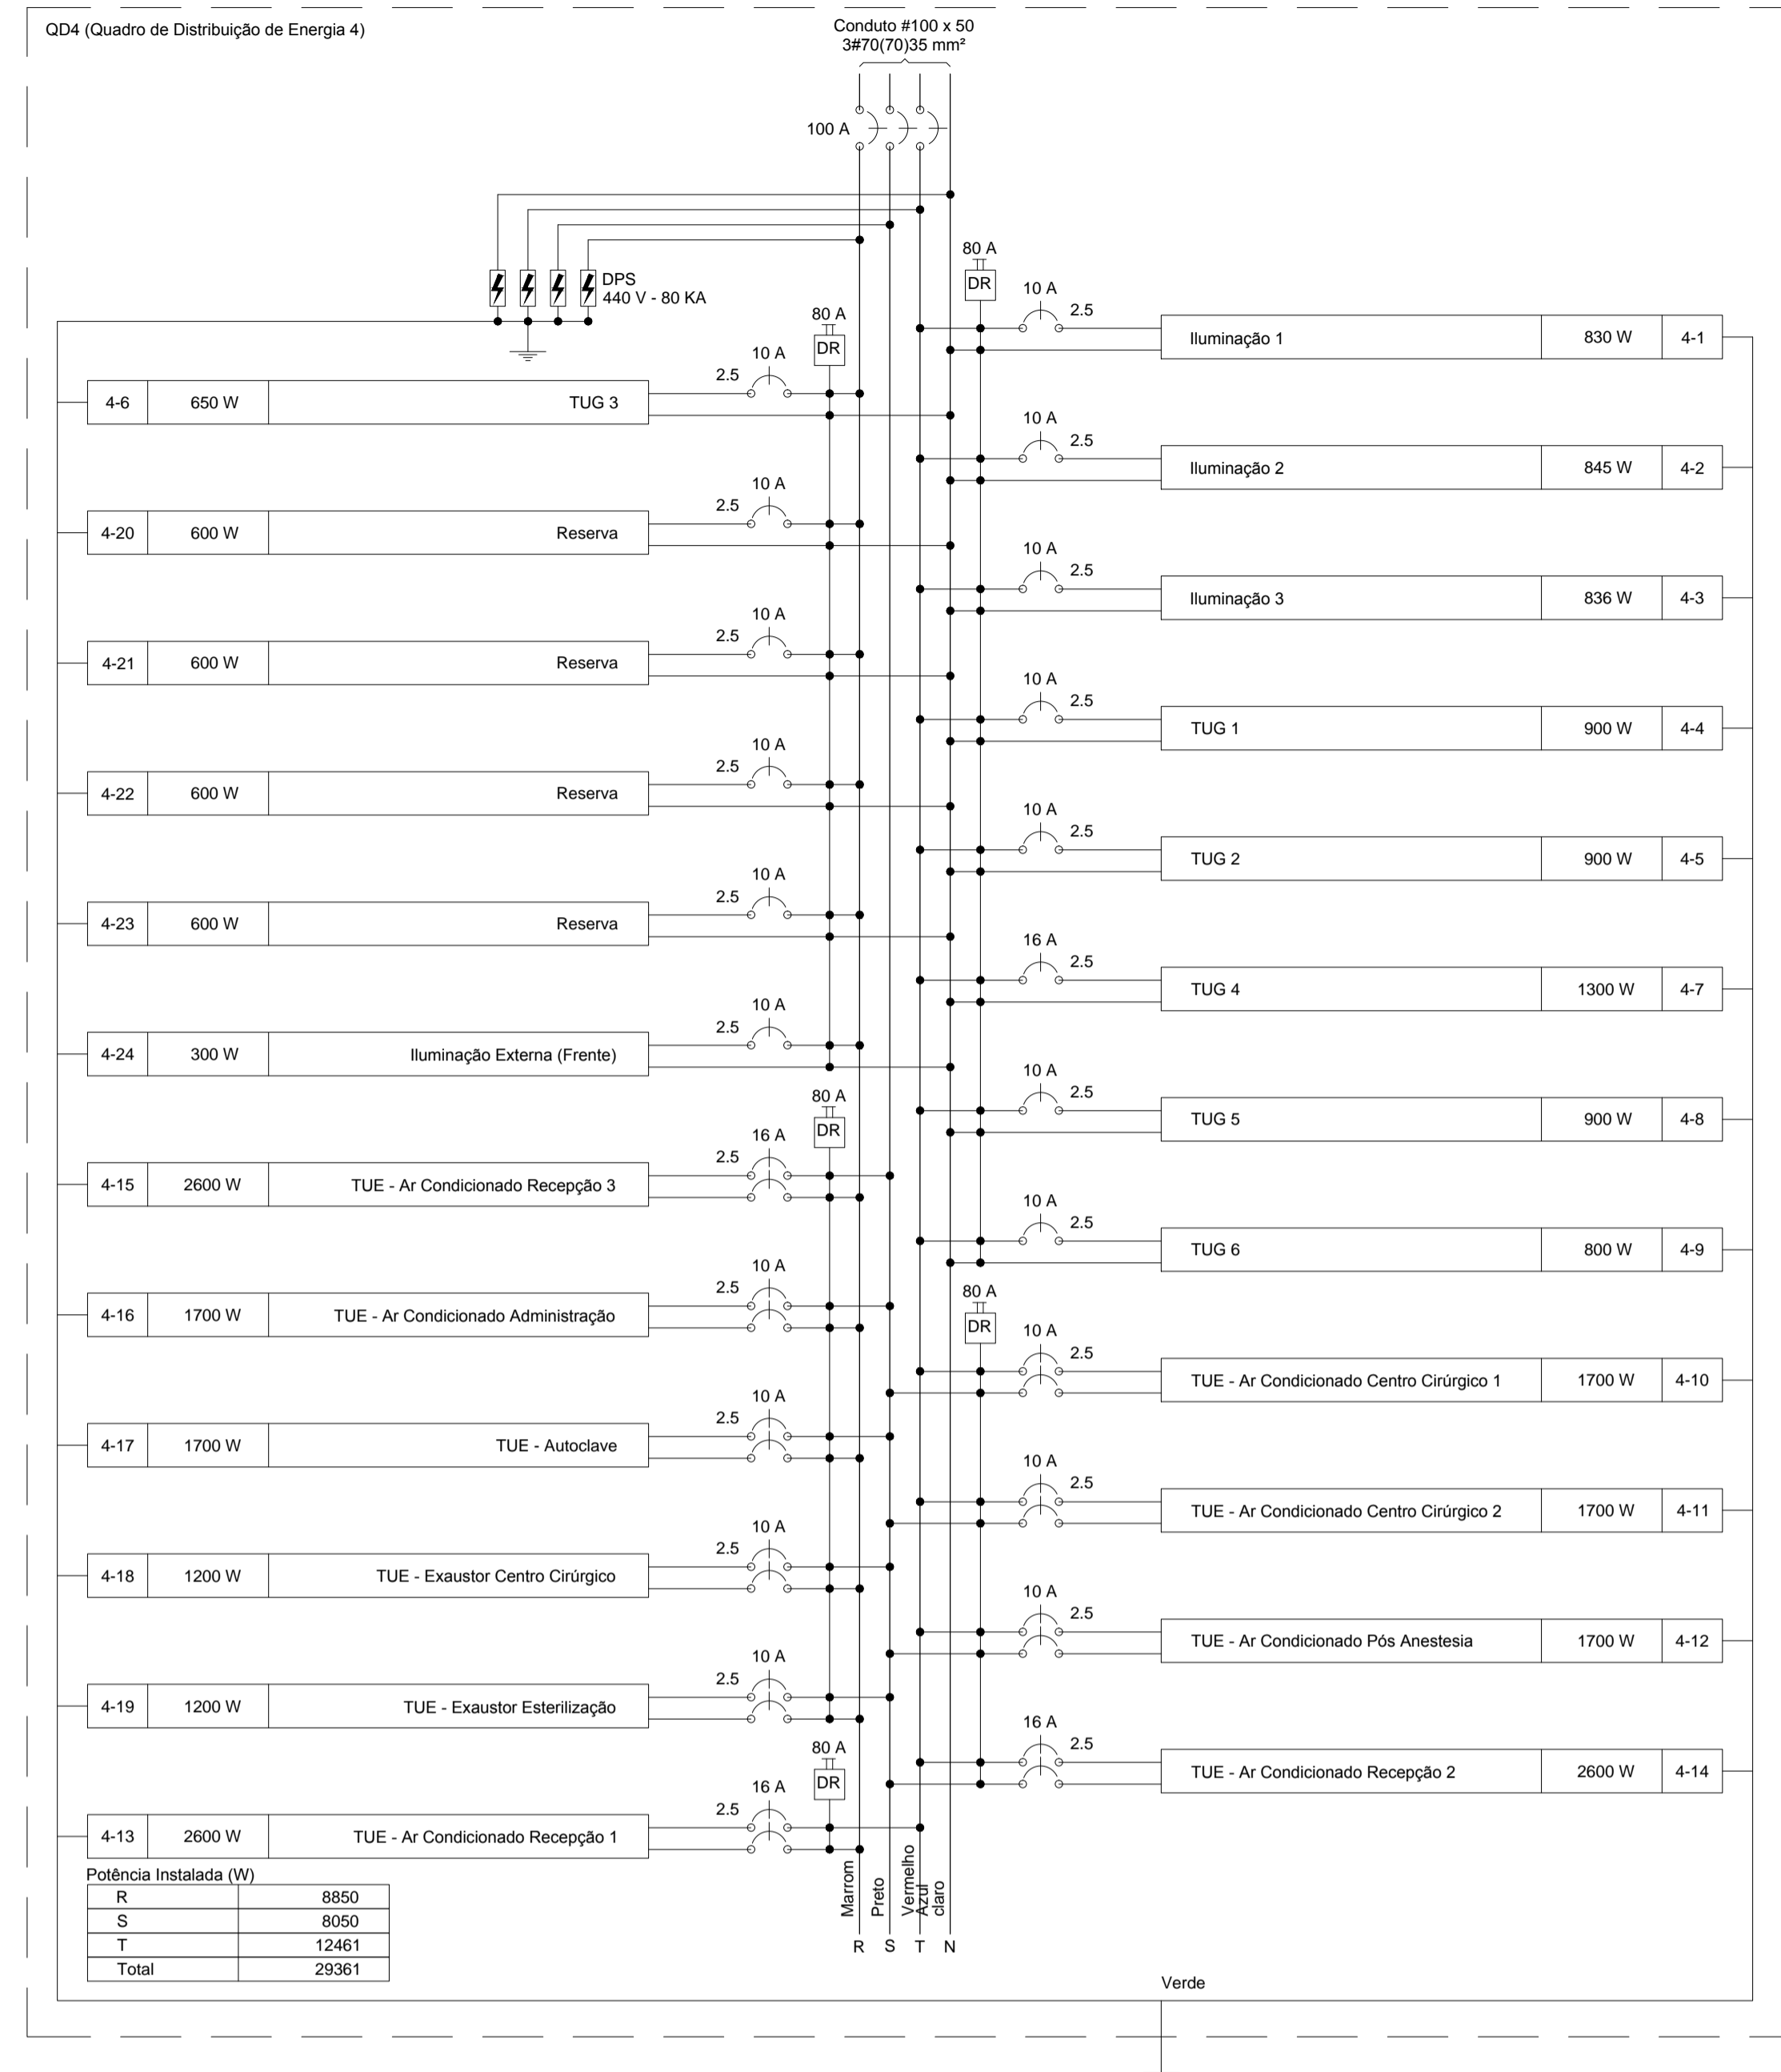 QD4 (Quadro de Distribuição de Energia 4)
Conduto #100 x 50
3#70(70)35 mm²
100 A
DPS
440 V - 80 KA
80 A
DR
10 A
2.5
4-6 650 W TUG 3
10 A
2.5
4-20 600 W Reserva
10 A
2.5
4-21 600 W Reserva
10 A
2.5
4-22 600 W Reserva
10 A
2.5
4-23 600 W Reserva
10 A
2.5
4-24 300 W Iluminação Externa (Frente)
80 A
DR
16 A
2.5
4-15 2600 W TUE - Ar Condicionado Recepção 3
10 A
2.5
4-16 1700 W TUE - Ar Condicionado Administração
10 A
2.5
4-17 1700 W TUE - Autoclave
10 A
2.5
4-18 1200 W TUE - Exaustor Centro Cirúrgico
10 A
2.5
4-19 1200 W TUE - Exaustor Esterilização
80 A
DR
16 A
2.5
4-13 2600 W TUE - Ar Condicionado Recepção 1
80 A
DR
10 A
2.5
Iluminação 1 830 W 4-1
10 A
2.5
Iluminação 2 845 W 4-2
10 A
2.5
Iluminação 3 836 W 4-3
10 A
2.5
TUG 1 900 W 4-4
10 A
2.5
TUG 2 900 W 4-5
16 A
2.5
TUG 4 1300 W 4-7
10 A
2.5
TUG 5 900 W 4-8
10 A
2.5
TUG 6 800 W 4-9
80 A
DR
10 A
2.5
TUE - Ar Condicionado Centro Cirúrgico 1 1700 W 4-10
10 A
2.5
TUE - Ar Condicionado Centro Cirúrgico 2 1700 W 4-11
10 A
2.5
TUE - Ar Condicionado Pós Anestesia 1700 W 4-12
16 A
2.5
TUE - Ar Condicionado Recepção 2 2600 W 4-14
Potência Instalada (W)
R 8850
S 8050
T 12461
Total 29361
Marrom
Preto
Vermelho
Azul
claro
R S T N
Verde